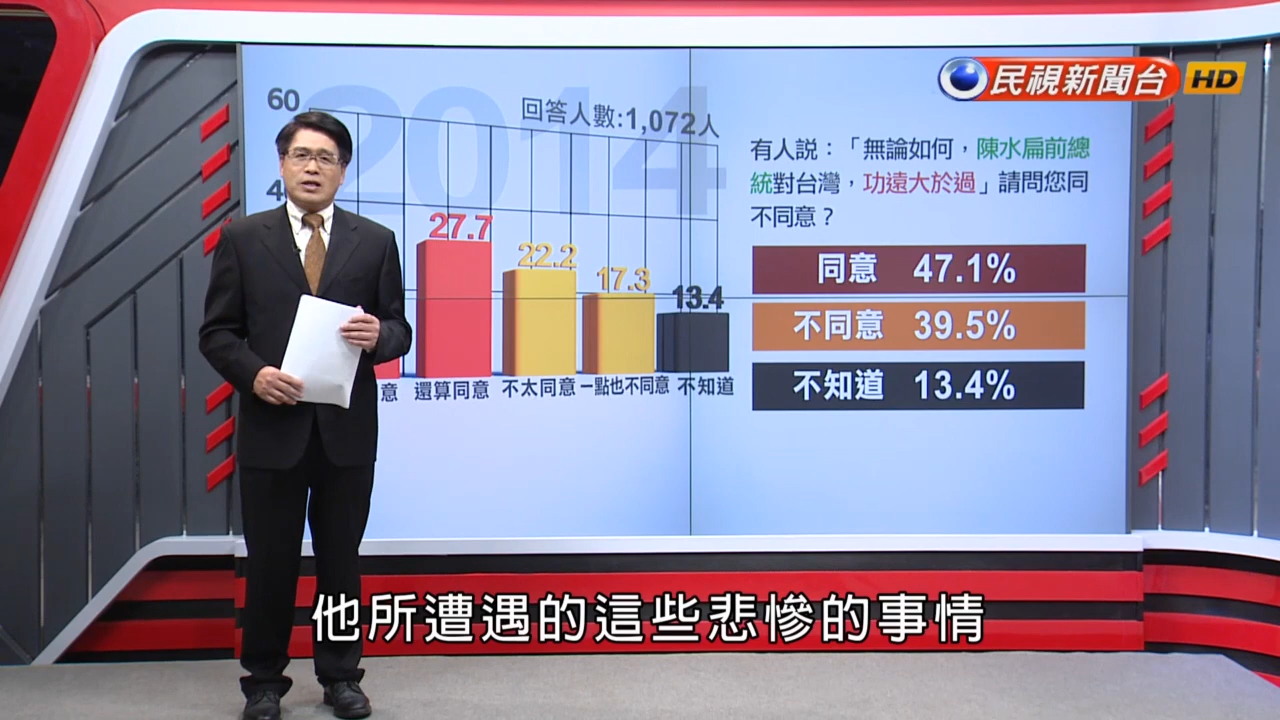 民視新聞台 HD
2014
60
回答人數:1,072人
4
27.7
22.2
17.3
13.4
意 還算同意 不太同意 一點也不同意 不知道
有人説：「無論如何，陳水扁前總
統對台灣，功遠大於過」請問您同
不同意？
同意 47.1%
不同意 39.5%
不知道 13.4%
他所遭遇的這些悲慘的事情